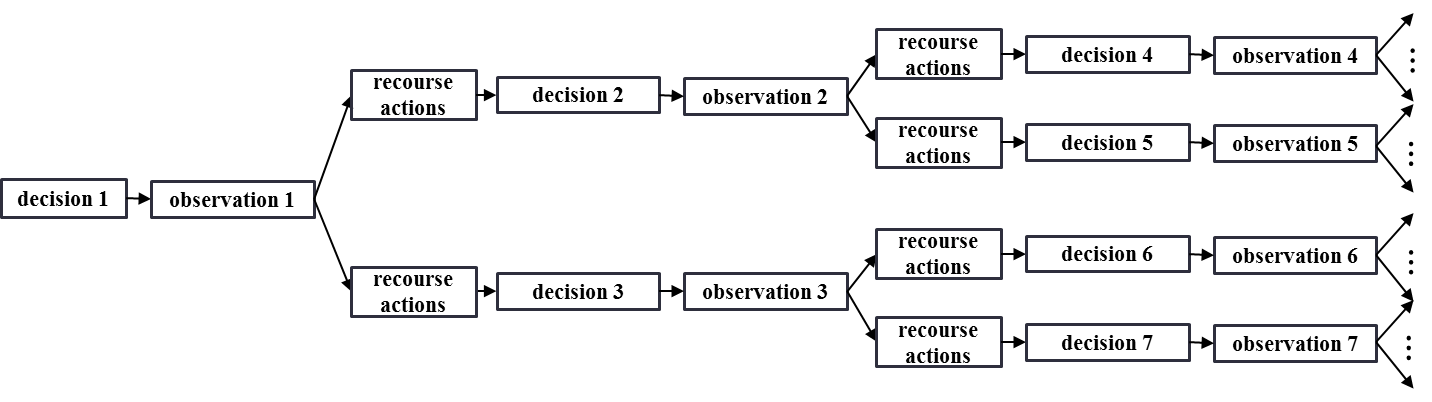 decision 1
observation 1
recourse
actions
decision 2
observation 2
recourse
actions
decision 4
observation 4
recourse
actions
decision 5
observation 5
recourse
actions
decision 3
observation 3
recourse
actions
decision 6
observation 6
recourse
actions
decision 7
observation 7